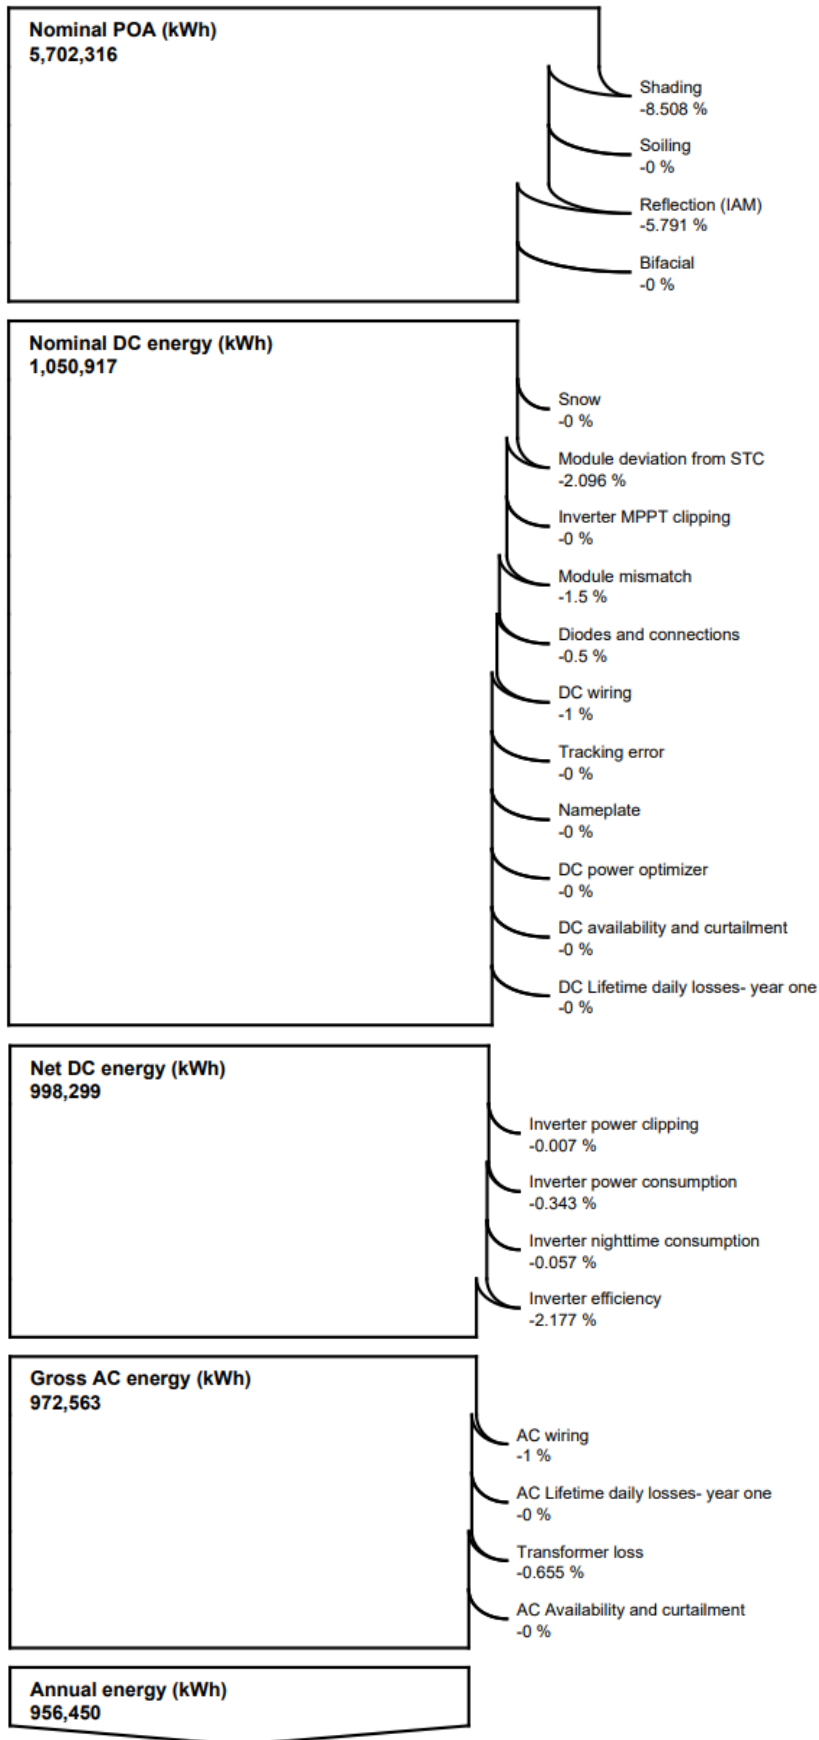 Nominal POA (kWh)
5,702,316
Shading
-8.508 %
Soiling
-0 %
Reflection (IAM)
-5.791 %
Bifacial
-0 %
Nominal DC energy (kWh)
1,050,917
Snow
-0 %
Module deviation from STC
-2.096 %
Inverter MPPT clipping
-0 %
Module mismatch
-1.5 %
Diodes and connections
-0.5 %
DC wiring
-1 %
Tracking error
-0 %
Nameplate
-0 %
DC power optimizer
-0 %
DC availability and curtailment
-0 %
DC Lifetime daily losses- year one
-0 %
Net DC energy (kWh)
998,299
Inverter power clipping
-0.007 %
Inverter power consumption
-0.343 %
Inverter nighttime consumption
-0.057 %
Inverter efficiency
-2.177 %
Gross AC energy (kWh)
972,563
AC wiring
-1 %
AC Lifetime daily losses- year one
-0 %
Transformer loss
-0.655 %
AC Availability and curtailment
-0 %
Annual energy (kWh)
956,450